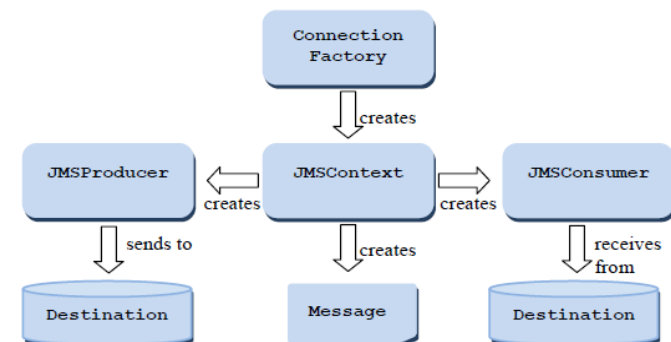 Connection
Factory
creates
JMSProducer
JMSContext
JMSConsumer
creates
creates
sends to
creates
receives
from
Destination
Message
Destination